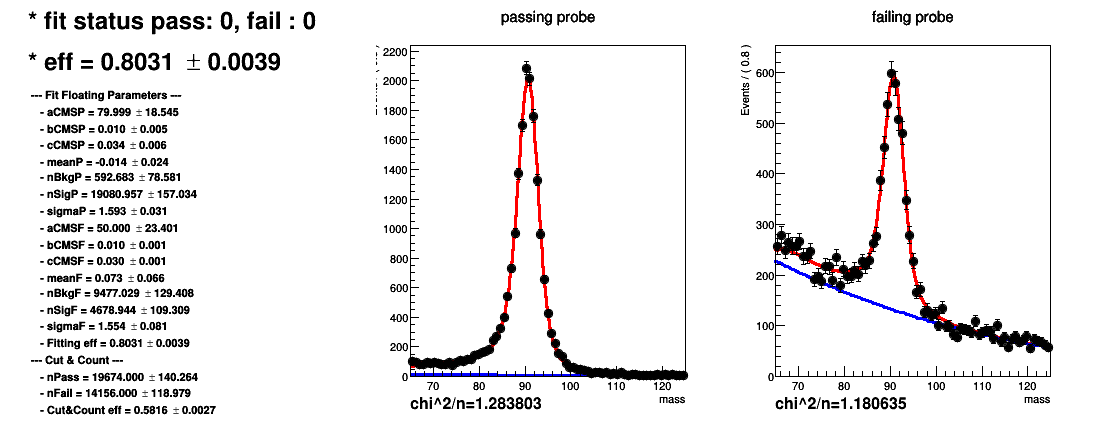 * fit status pass: 0, fail : 0
* eff = 0.8031 ± 0.0039
--- Fit Floating Parameters ---
- aCMSP = 79.999 ± 18.545
- bCMSP = 0.010 ± 0.005
- cCMSP = 0.034 ± 0.006
- meanP = -0.014 ± 0.024
- nBkgP = 592.683 ± 78.581
- nSigP = 19080.957 ± 157.034
- sigmaP = 1.593 ± 0.031
- aCMSF = 50.000 ± 23.401
- bCMSF = 0.010 ± 0.001
- cCMSF = 0.030 ± 0.001
- meanF = 0.073 ± 0.066
- nBkgF = 9477.029 ± 129.408
- nSigF = 4678.944 ± 109.309
- sigmaF = 1.554 ± 0.081
- Fitting eff = 0.8031 ± 0.0039
--- Cut & Count ---
- nPass = 19674.000 ± 140.264
- nFail = 14156.000 ± 118.979
- Cut&Count eff = 0.5816 ± 0.0027
passing probe
2200
2000
1800
1600
1400
1200
1000
800
600
400
200
0
70 80 90 100 110 120
mass
chi^2/n=1.283803
failing probe
Events / ( 0.8 )
600
500
400
300
200
100
0
70 80 90 100 110 120
mass
chi^2/n=1.180635